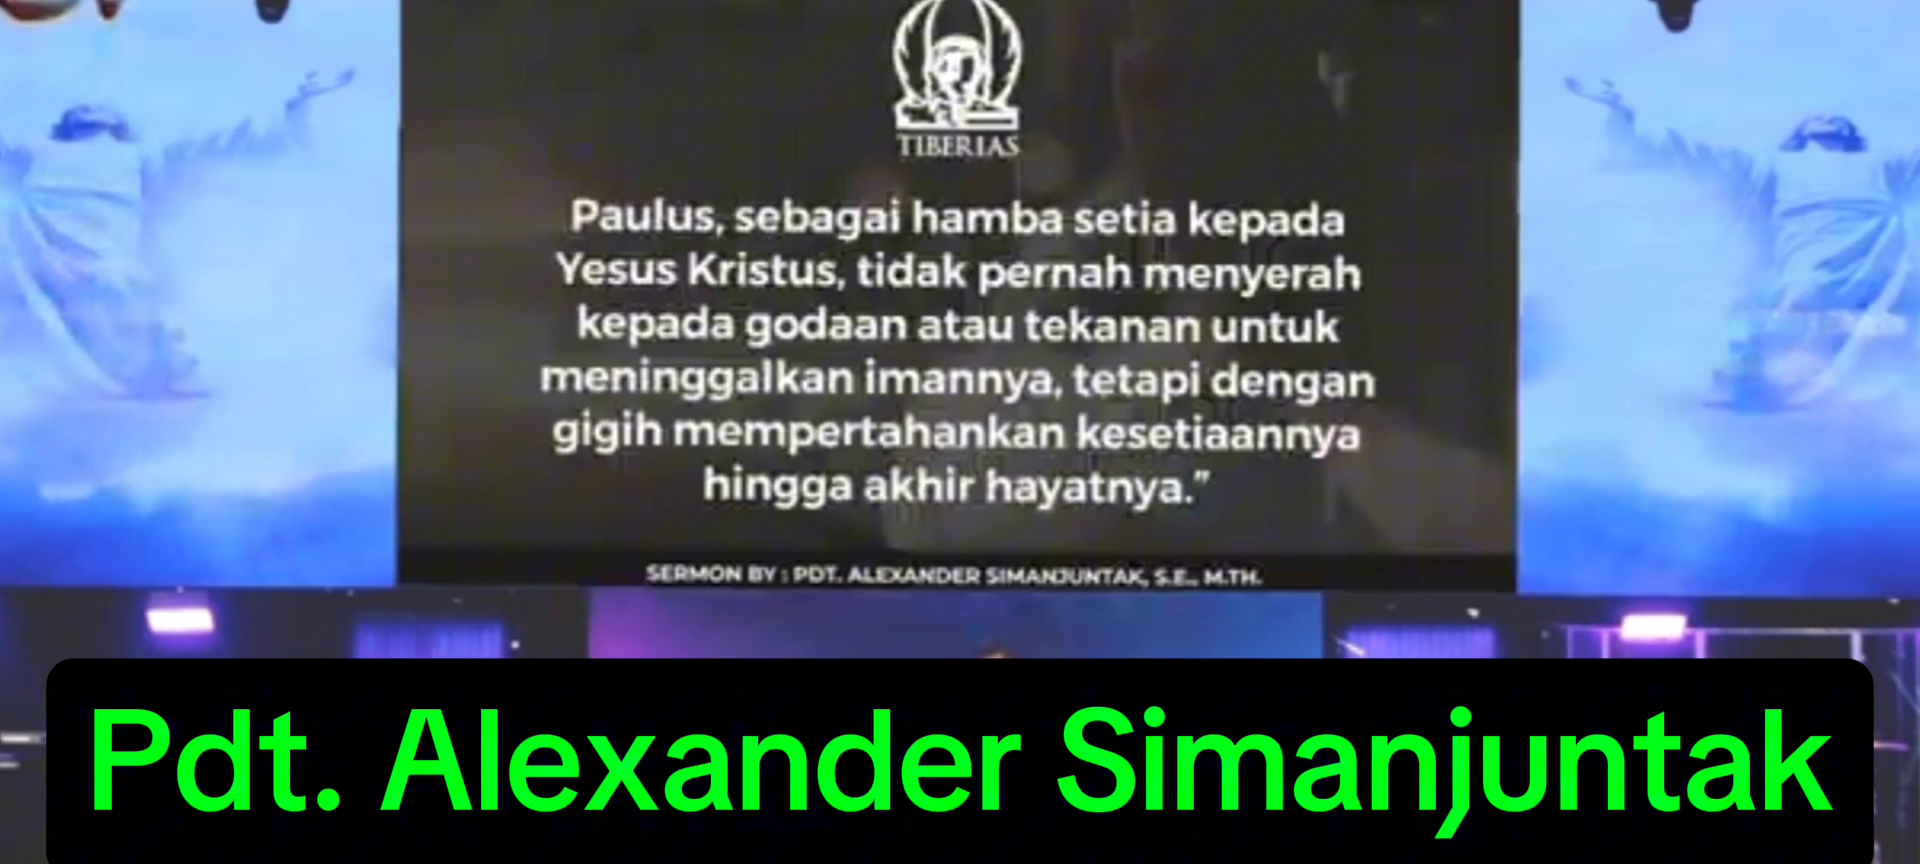 TIBERIAS
Paulus, sebagai hamba setia kepada
Yesus Kristus, tidak pernah menyerah
kepada godaan atau tekanan untuk
meninggalkan imannya, tetapi dengan
gigih mempertahankan kesetiaannya
hingga akhir hayatnya.”
SERMON BY : PDT. ALEXANDER SIMANJUNTAK, S.E., M.TH.
Pdt. Alexander Simanjuntak